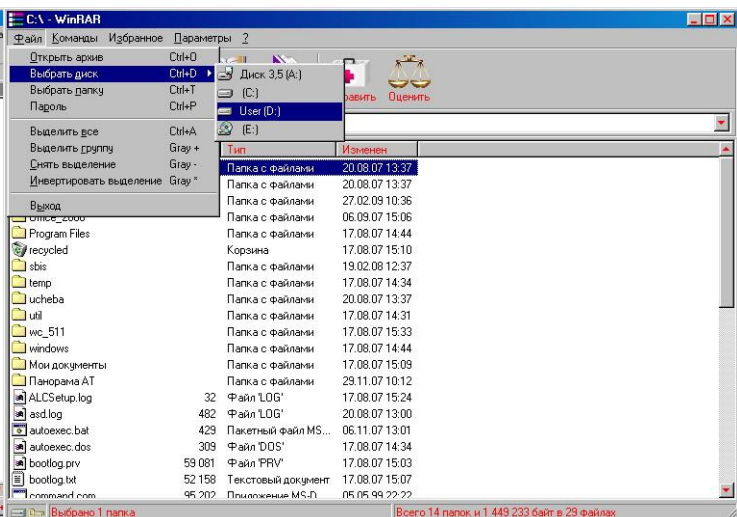 C:\ - WinRAR
Файл Команды Избранное Параметры ?
Открыть архив Ctrl+O
Выбрать диск Ctrl+D
Выбрать папку Ctrl+T
Пароль Ctrl+P
Выделить все Ctrl+A
Выделить группу Gray +
Снять выделение Gray -
Инвертировать выделение Gray *
Выход
Диск 3,5 (A:)
(C:)
User (D:)
(E:)
Оценить
Тип Изменен
Папка с файлами 20.08.07 13:37
Папка с файлами 20.08.07 13:37
Папка с файлами 27.02.09 10:36
Office_2000 Папка с файлами 06.09.07 15:06
Program Files Папка с файлами 17.08.07 14:44
recycled Корзина 17.08.07 15:10
sbis Папка с файлами 19.02.08 12:37
temp Папка с файлами 17.08.07 14:34
ucheba Папка с файлами 20.08.07 13:37
util Папка с файлами 17.08.07 14:31
wc_511 Папка с файлами 17.08.07 15:33
windows Папка с файлами 17.08.07 14:44
Мои документы Папка с файлами 17.08.07 15:09
Панорама АТ Папка с файлами 29.11.07 10:12
ALCSetup.log 32 Файл 'LOG' 17.08.07 15:24
asd.log 482 Файл 'LOG' 20.08.07 13:00
autoexec.bat 429 Пакетный файл MS... 06.11.07 13:01
autoexec.dos 309 Файл 'DOS' 17.08.07 14:34
bootlog.prv 59 081 Файл 'PRV' 17.08.07 15:03
bootlog.txt 52 158 Текстовый документ 17.08.07 15:07
command.com 95 202 Приложение MS-D 05.05.99 22:22
Выбрано 1 папка Всего 14 папок и 1 449 233 байт в 29 файлах